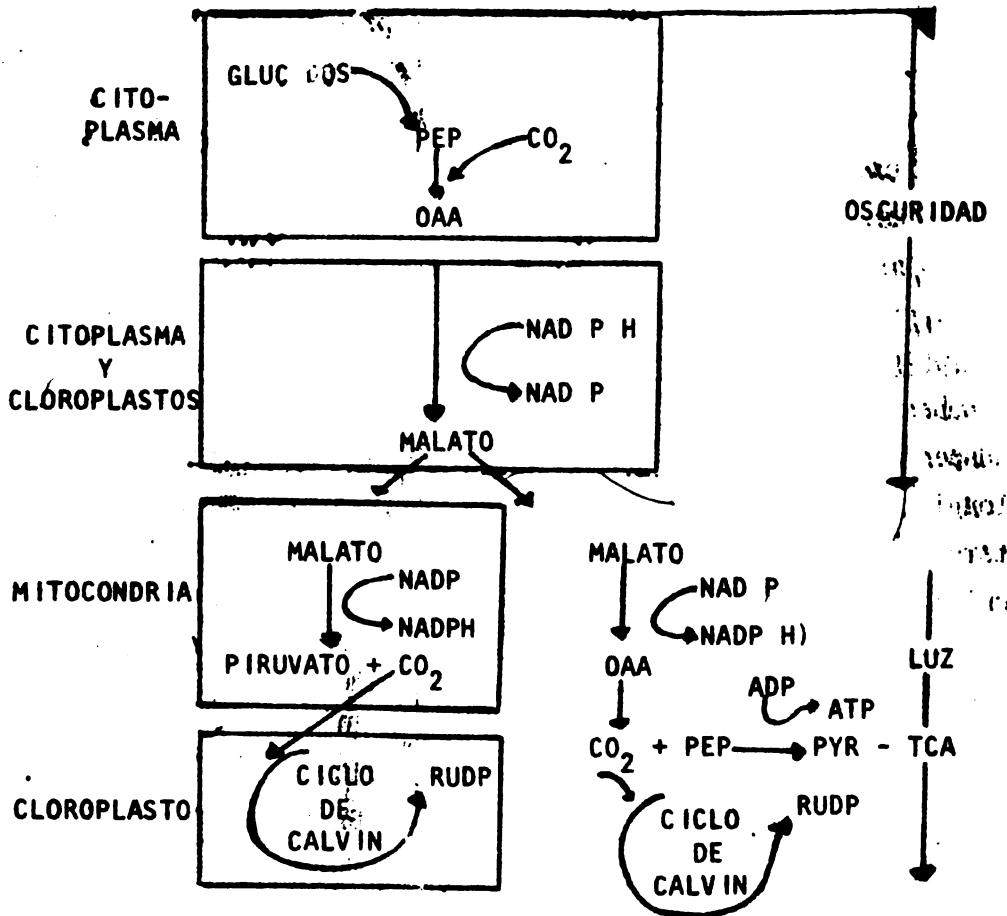 CITO-
PLASMA
GLUC DOS
PEP
CO2
OAA
OSCURIDAD
CITOPLASMA
Y
CLOROPLASTOS
NAD P H
NAD P
MALATO
MITOCONDRIA
MALATO
NADP
NADPH
PIRUVATO + CO2
MALATO
NAD P
NADP H)
OAA
ADP
ATP
CO2 + PEP
PYR - TCA
LUZ
CLOROPLASTO
CICLO
DE
CALVIN
RUDP
CICLO
DE
CALVIN
RUDP